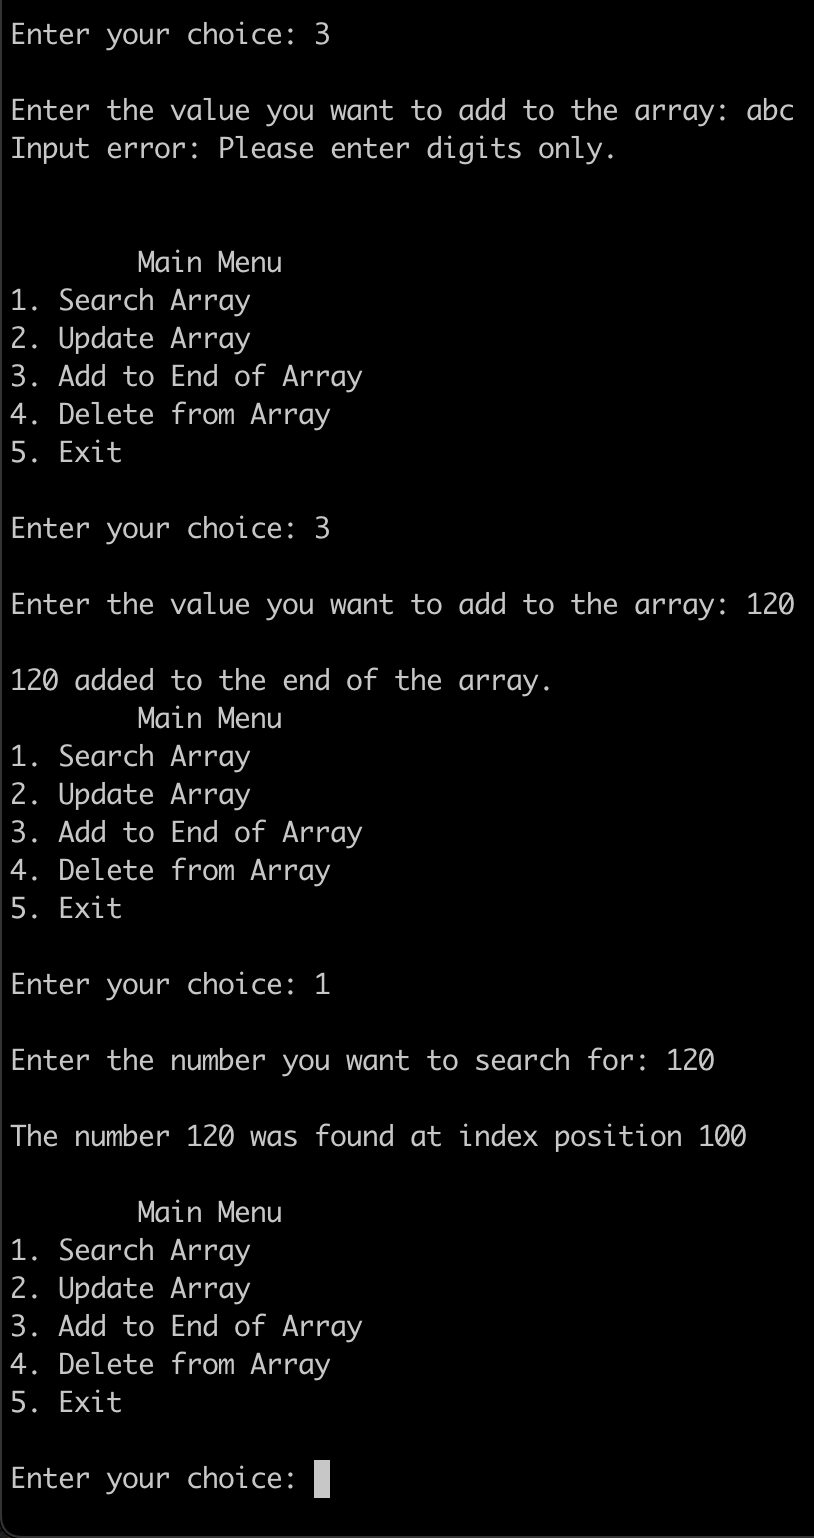 Enter your choice: 3
Enter the value you want to add to the array: abc
Input error: Please enter digits only.
Main Menu
1. Search Array
2. Update Array
3. Add to End of Array
4. Delete from Array
5. Exit
Enter your choice: 3
Enter the value you want to add to the array: 120
120 added to the end of the array.
Main Menu
1. Search Array
2. Update Array
3. Add to End of Array
4. Delete from Array
5. Exit
Enter your choice: 1
Enter the number you want to search for: 120
The number 120 was found at index position 100
Main Menu
1. Search Array
2. Update Array
3. Add to End of Array
4. Delete from Array
5. Exit
Enter your choice: